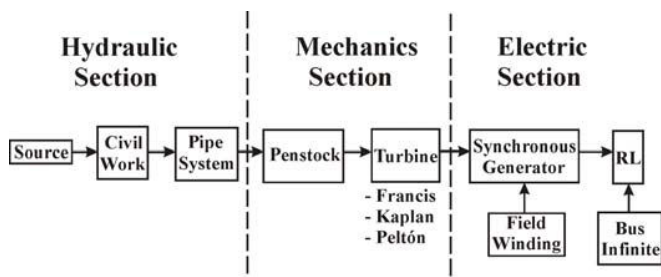 Hydraulic
Section
Mechanics
Section
Electric
Section
Source
Civil
Work
Pipe
System
Penstock
Turbine
- Francis
- Kaplan
- Peltón
Synchronous
Generator
RL
Field
Winding
Bus
Infinite